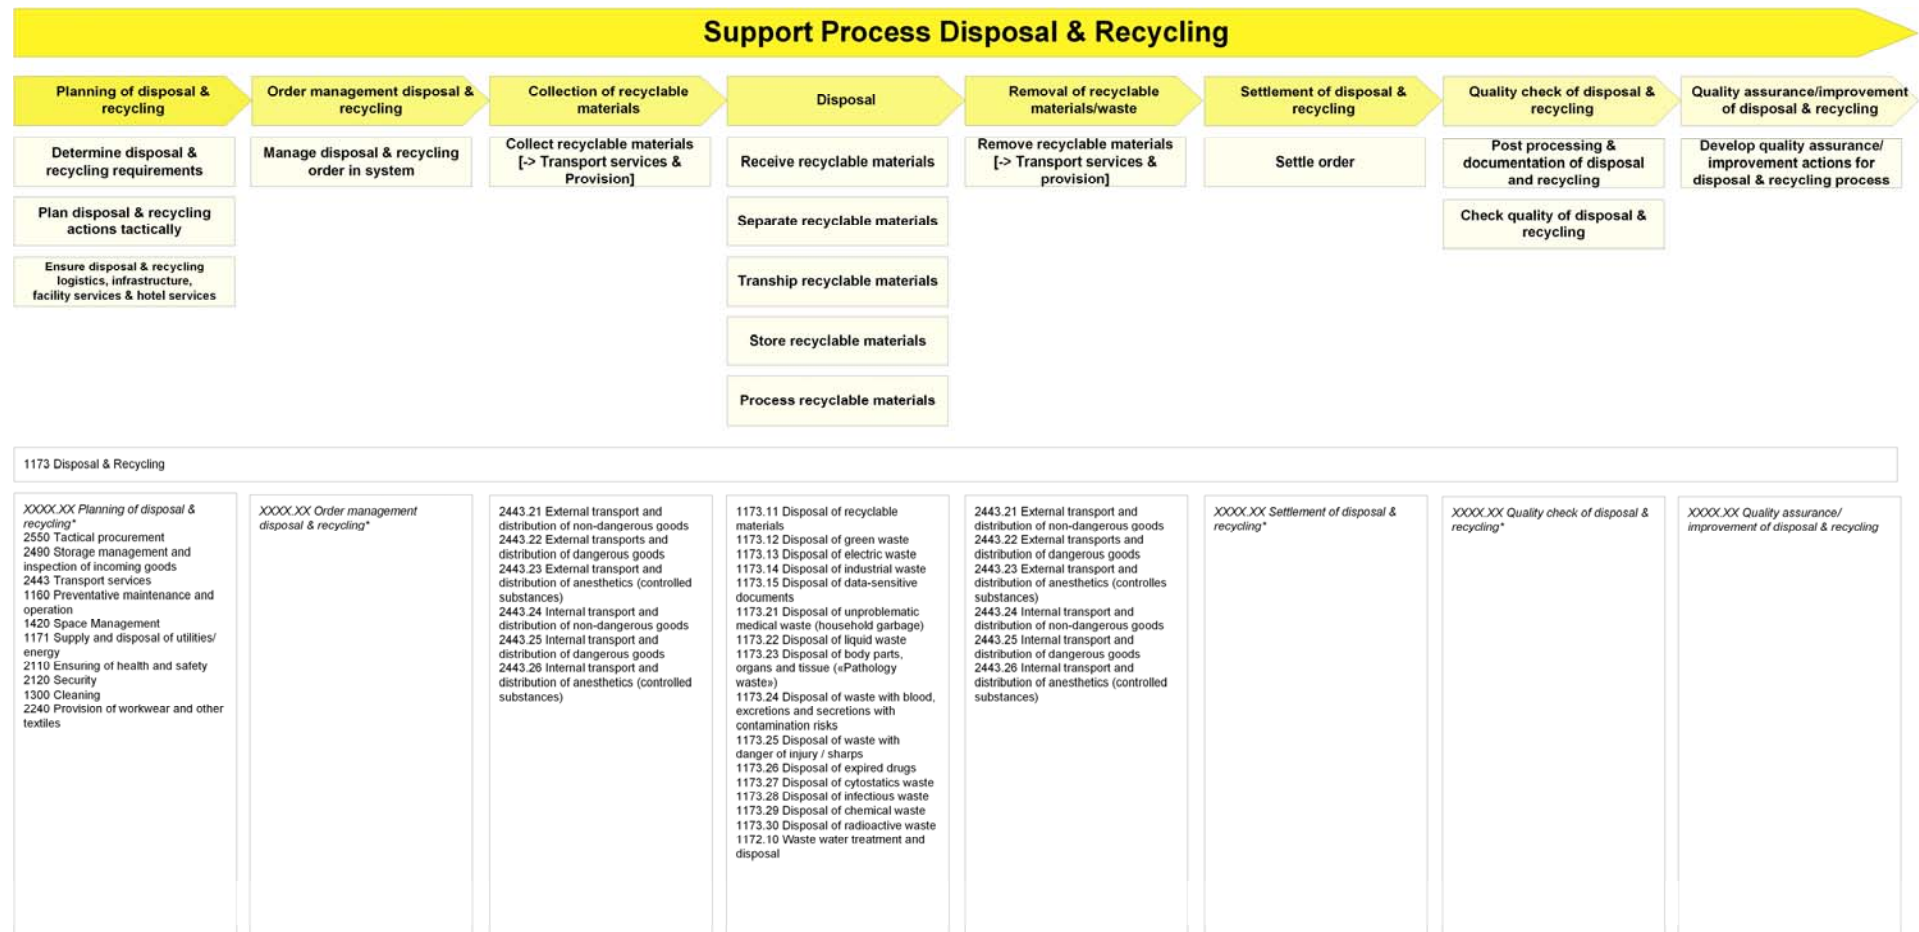 Support Process Disposal & Recycling
Planning of disposal &
recycling
Order management disposal &
recycling
Collection of recyclable
materials
Disposal
Removal of recyclable
materials/waste
Settlement of disposal &
recycling
Quality check of disposal &
recycling
Quality assurance/improvement
of disposal & recycling
Determine disposal &
recycling requirements
Plan disposal & recycling
actions tactically
Ensure disposal & recycling
logistics, infrastructure,
facility services & hotel services
Manage disposal & recycling
order in system
Collect recyclable materials
[-> Transport services &
Provision]
Receive recyclable materials
Separate recyclable materials
Tranship recyclable materials
Store recyclable materials
Process recyclable materials
Remove recyclable materials
[-> Transport services &
provision]
Settle order
Post processing &
documentation of disposal
and recycling
Check quality of disposal &
recycling
Develop quality assurance/
improvement actions for
disposal & recycling process
1173 Disposal & Recycling
XXXX.XX Planning of disposal &
recycling*
2550 Tactical procurement
2490 Storage management and
inspection of incoming goods
2443 Transport services
1160 Preventative maintenance and
operation
1420 Space Management
1171 Supply and disposal of utilities/
energy
2110 Ensuring of health and safety
2120 Security
1300 Cleaning
2240 Provision of workwear and other
textiles
XXXX.XX Order management
disposal & recycling*
2443.21 External transport and
distribution of non-dangerous goods
2443.22 External transports and
distribution of dangerous goods
2443.23 External transport and
distribution of anesthetics (controlled
substances)
2443.24 Internal transport and
distribution of non-dangerous goods
2443.25 Internal transport and
distribution of dangerous goods
2443.26 Internal transport and
distribution of anesthetics (controlled
substances)
1173.11 Disposal of recyclable
materials
1173.12 Disposal of green waste
1173.13 Disposal of electric waste
1173.14 Disposal of industrial waste
1173.15 Disposal of data-sensitive
documents
1173.21 Disposal of unproblematic
medical waste (household garbage)
1173.22 Disposal of liquid waste
1173.23 Disposal of body parts,
organs and tissue («Pathology
waste»)
1173.24 Disposal of waste with blood,
excretions and secretions with
contamination risks
1173.25 Disposal of waste with
danger of injury / sharps
1173.26 Disposal of expired drugs
1173.27 Disposal of cytostatics waste
1173.28 Disposal of infectious waste
1173.29 Disposal of chemical waste
1173.30 Disposal of radioactive waste
1172.10 Waste water treatment and
disposal
2443.21 External transport and
distribution of non-dangerous goods
2443.22 External transports and
distribution of dangerous goods
2443.23 External transport and
distribution of anesthetics (controlles
substances)
2443.24 Internal transport and
distribution of non-dangerous goods
2443.25 Internal transport and
distribution of dangerous goods
2443.26 Internal transport and
distribution of anesthetics (controlled
substances)
XXXX.XX Settlement of disposal &
recycling*
XXXX.XX Quality check of disposal &
recycling*
XXXX.XX Quality assurance/
improvement of disposal & recycling